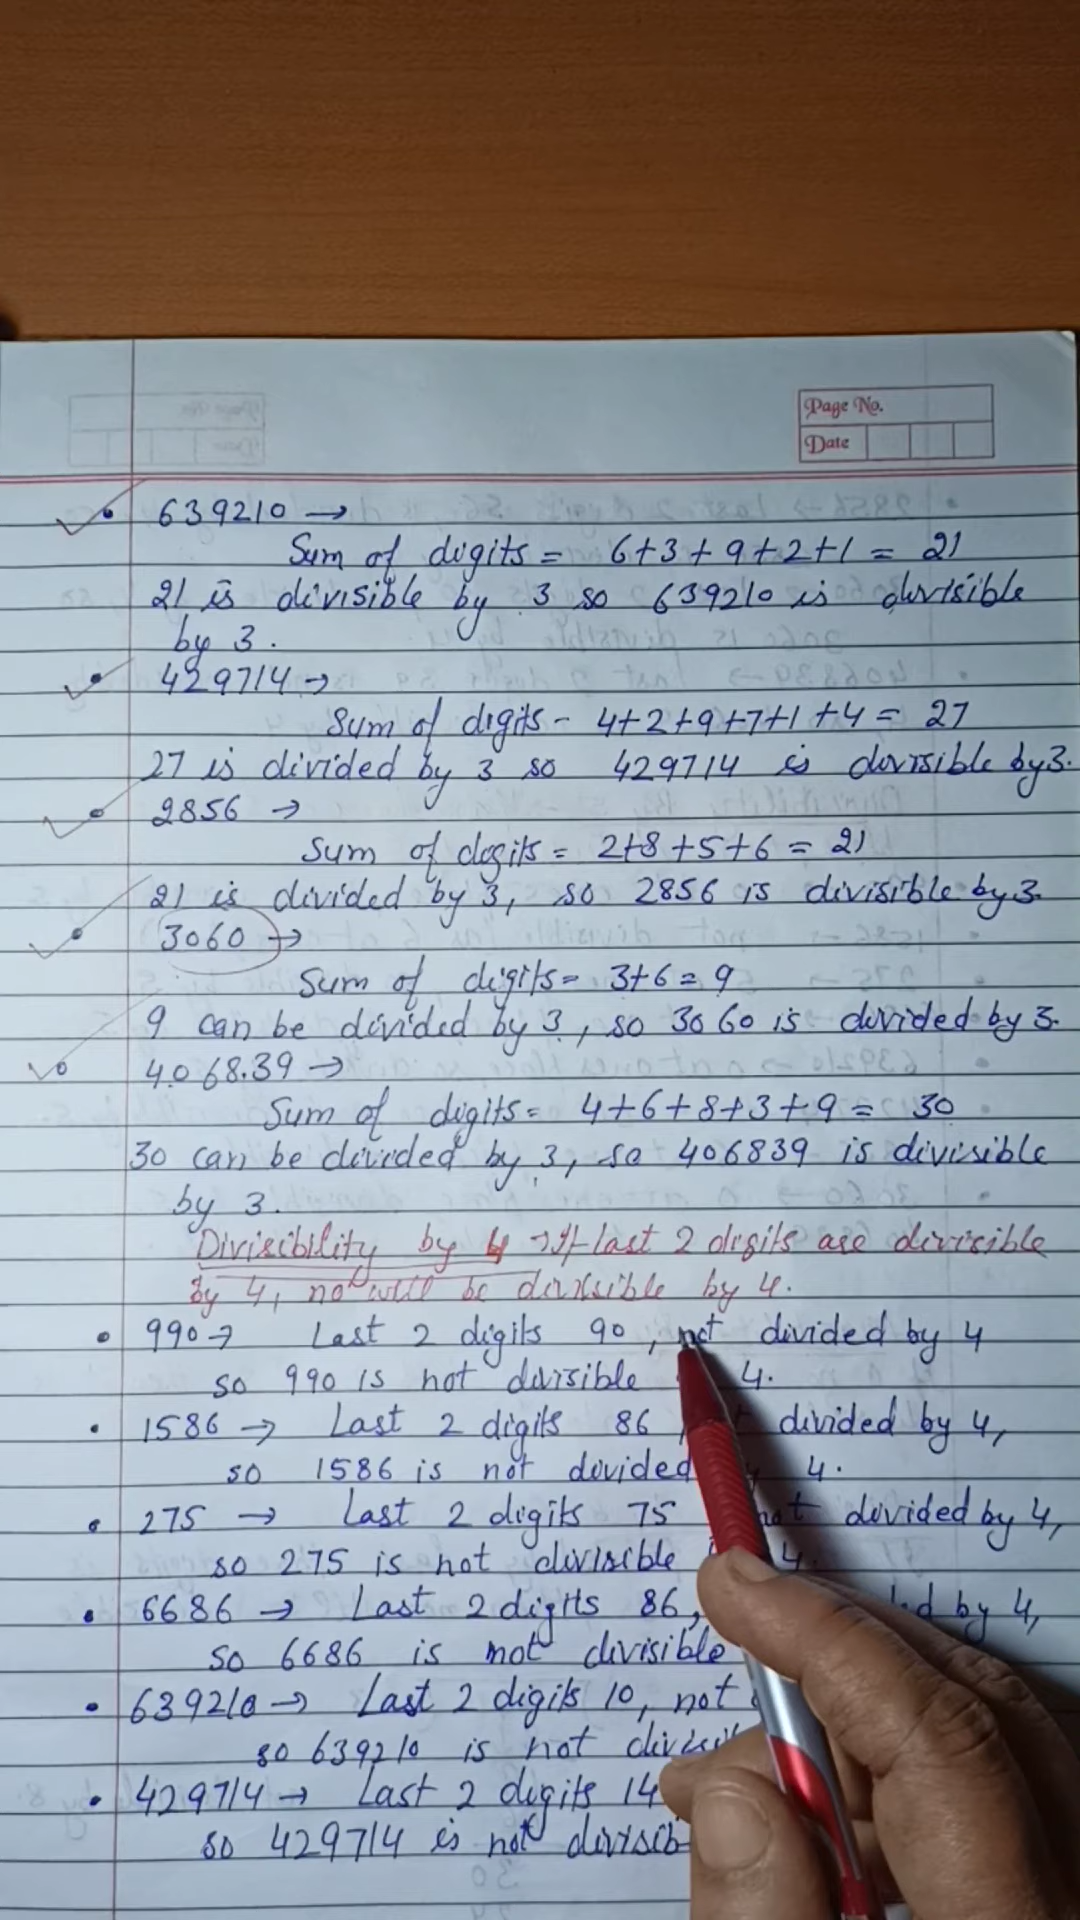 Page No.
Date
639210 →
Sum of digits = 6+3+9+2+1 = 21
21 is divisible by 3 so 639210 is divisible
by 3.
429714 →
Sum of digits - 4+2+9+7+1+4 = 27
27 is divided by 3 so 429714 is divisible by 3.
2856 →
Sum of digits = 2+8+5+6 = 21
21 is divided by 3, so 2856 is divisible by 3.
3060 →
Sum of digits = 3+6=9
9 can be divided by 3, so 3060 is divided by 3.
4068.39 →
Sum of digits = 4+6+8+3+9 = 30
30 can be divided by 3, so 406839 is divisible
by 3.
Divisibility by 4 → If last 2 digits are divisible
by 4, no will be divisible by 4.
990 → Last 2 digits 90, not divided by 4
so 990 is not divisible 4.
1586 → Last 2 digits 86, divided by 4,
so 1586 is not divided 4.
275 → Last 2 digits 75 not divided by 4,
so 275 is not divisible 4.
6686 → Last 2 digits 86, by 4,
so 6686 is not divisible
639210 → Last 2 digits 10, not
so 639210 is not
429714 → Last 2 digits 14
so 429714 is not